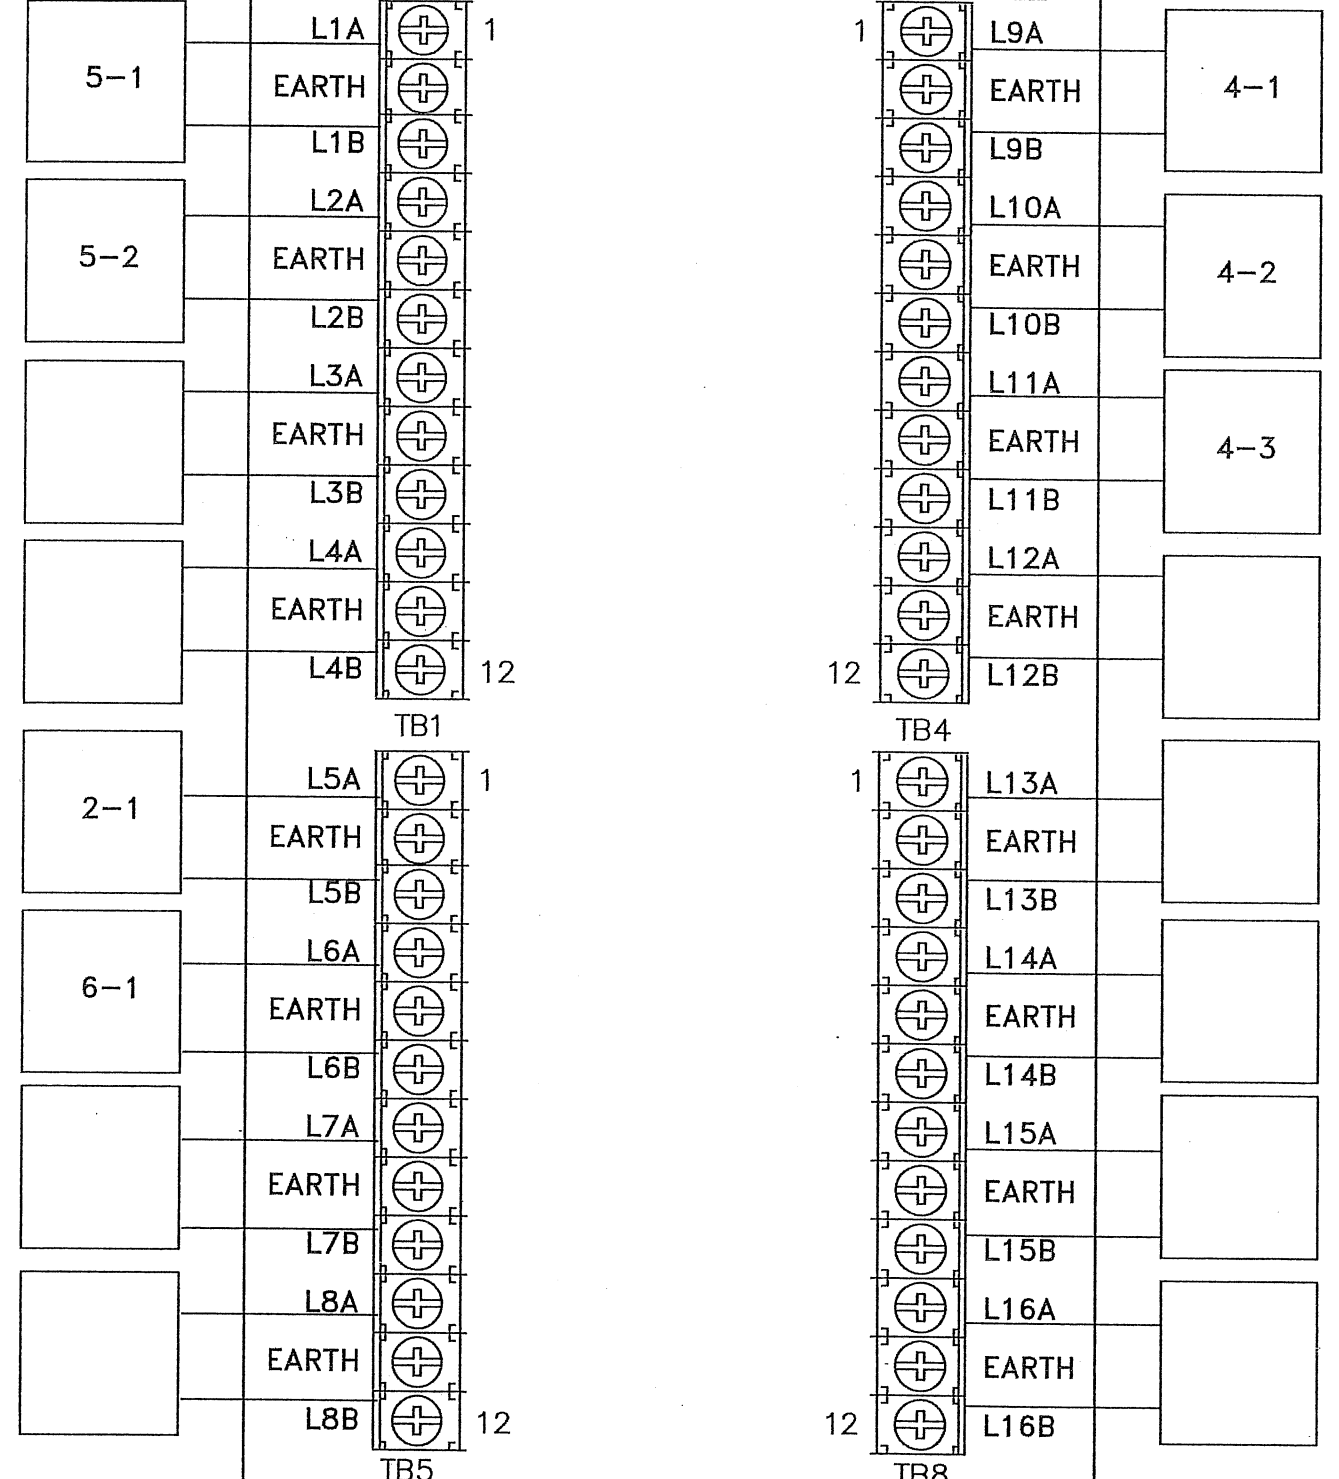 L1A 1
5-1
EARTH
L1B
L2A
5-2
EARTH
L2B
L3A
EARTH
L3B
L4A
EARTH
L4B 12
TB1
L5A 1
2-1
EARTH
L5B
L6A
6-1
EARTH
L6B
L7A
EARTH
L7B
L8A
EARTH
L8B 12
TB5
1 L9A
EARTH
4-1
L9B
L10A
EARTH
4-2
L10B
L11A
EARTH
4-3
L11B
L12A
EARTH
12 L12B
TB4
1 L13A
EARTH
L13B
L14A
EARTH
L14B
L15A
EARTH
L15B
L16A
EARTH
12 L16B
TB8